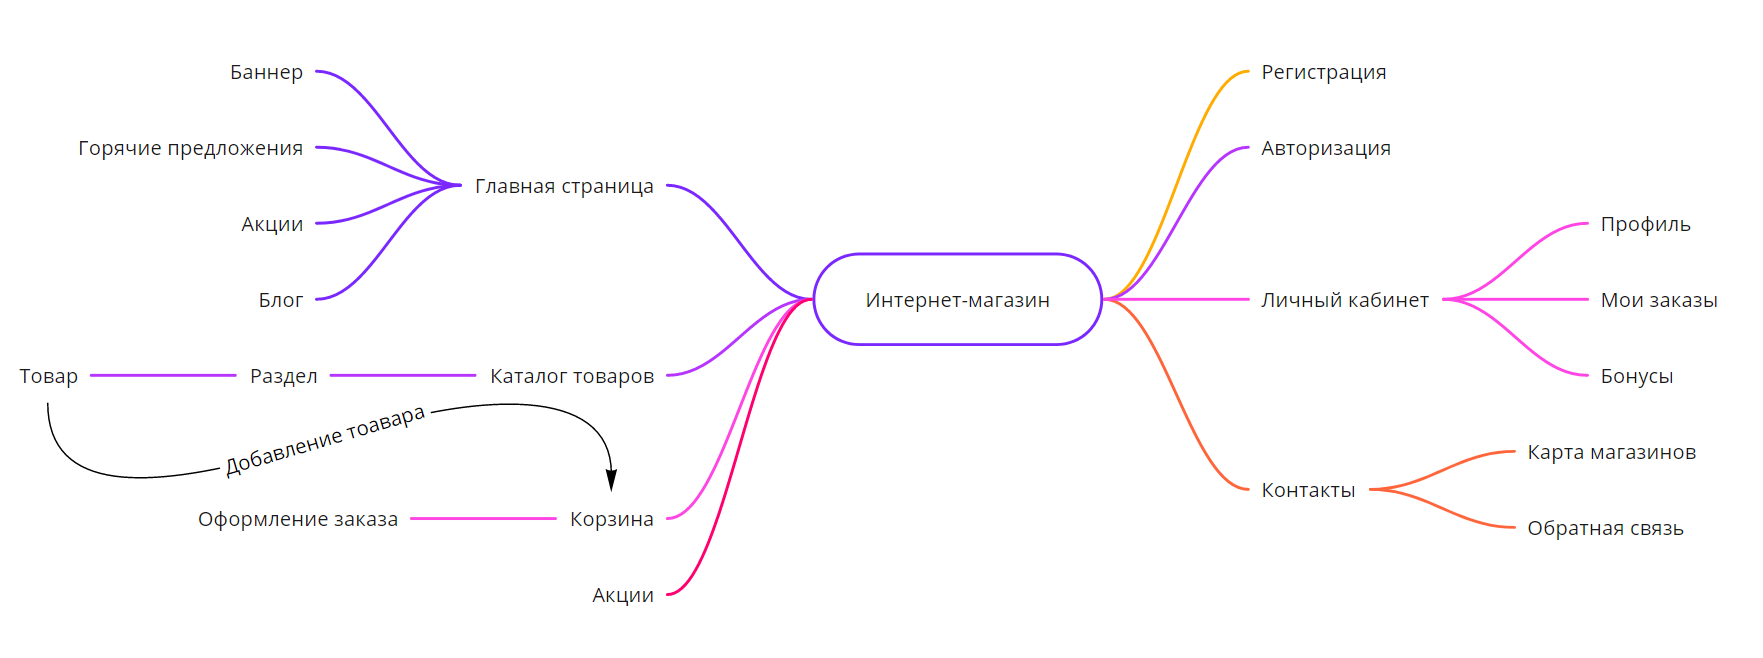 Баннер
Горячие предложения
Главная страница
Акции
Блог
Товар
Раздел
Каталог товаров
Добавление тоавара
Оформление заказа
Корзина
Акции
Интернет-магазин
Регистрация
Авторизация
Личный кабинет
Профиль
Мои заказы
Бонусы
Контакты
Карта магазинов
Обратная связь